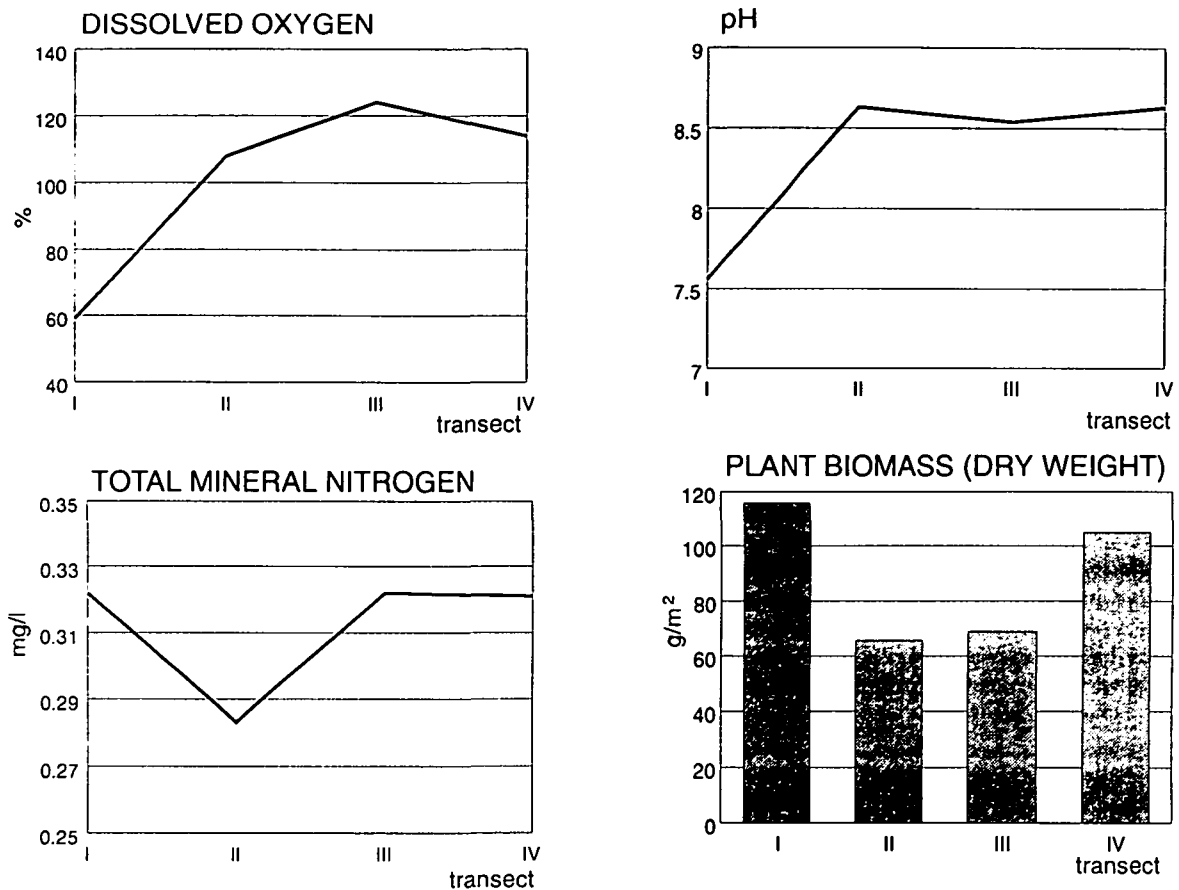 DISSOLVED OXYGEN
140
120
100
80
60
40
%
I II III IV
transect
pH
9
8.5
8
7.5
7
I II III IV
transect
TOTAL MINERAL NITROGEN
0.35
0.33
0.31
0.29
0.27
0.25
mg/l
I II III IV
transect
PLANT BIOMASS (DRY WEIGHT)
120
100
80
60
40
20
0
g/m²
I II III IV
transect